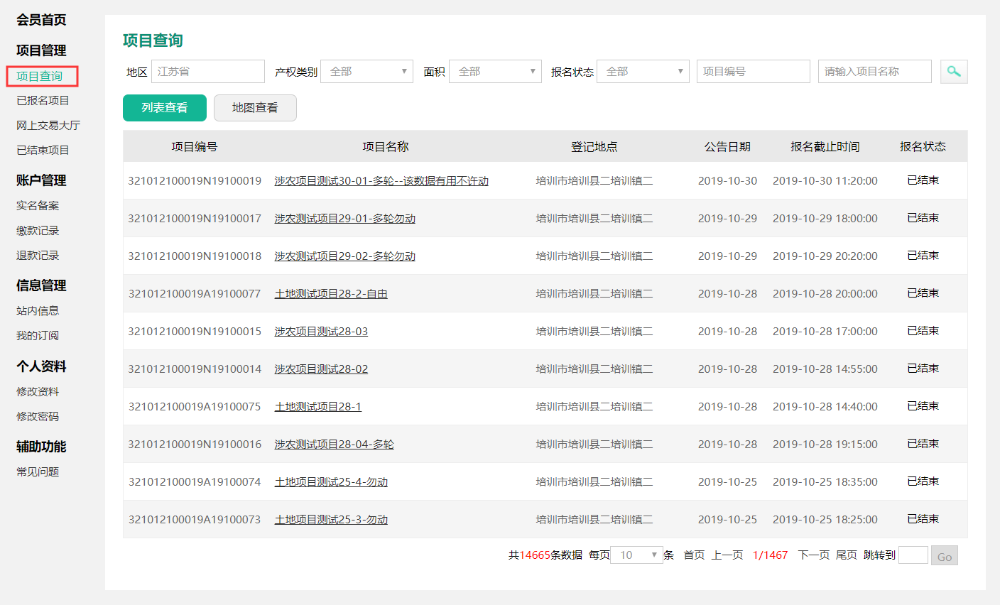 会员首页
项目管理
项目查询
已报名项目
网上交易大厅
已结束项目
账户管理
实名备案
缴款记录
退款记录
信息管理
站内信息
我的订阅
个人资料
修改资料
修改密码
辅助功能
常见问题
项目查询
地区 江苏省 产权类别 全部 面积 全部 报名状态 全部 项目编号 请输入项目名称
列表查看 地图查看
项目编号 项目名称 登记地点 公告日期 报名截止时间 报名状态
321012100019N19100019 涉农项目测试30-01-多轮--该数据有用不许动 培训市培训县二培训镇二 2019-10-30 2019-10-30 11:20:00 已结束
321012100019N19100017 涉农测试项目29-01-多轮勿动 培训市培训县二培训镇二 2019-10-29 2019-10-29 18:00:00 已结束
321012100019N19100018 涉农测试项目29-02-多轮勿动 培训市培训县二培训镇二 2019-10-29 2019-10-29 20:20:00 已结束
321012100019A19100077 土地测试项目28-2-自由 培训市培训县二培训镇二 2019-10-28 2019-10-28 20:00:00 已结束
321012100019N19100015 涉农项目测试28-03 培训市培训县二培训镇二 2019-10-28 2019-10-28 17:00:00 已结束
321012100019N19100014 涉农项目测试28-02 培训市培训县二培训镇二 2019-10-28 2019-10-28 14:55:00 已结束
321012100019A19100075 土地测试项目28-1 培训市培训县二培训镇二 2019-10-28 2019-10-28 14:40:00 已结束
321012100019N19100016 涉农测试项目28-04-多轮 培训市培训县二培训镇二 2019-10-28 2019-10-28 19:15:00 已结束
321012100019A19100074 土地项目测试25-4-勿动 培训市培训县二培训镇二 2019-10-25 2019-10-25 18:35:00 已结束
321012100019A19100073 土地项目测试25-3-勿动 培训市培训县二培训镇二 2019-10-25 2019-10-25 18:25:00 已结束
共14665条数据 每页 10 条 首页 上一页 1/1467 下一页 尾页 跳转到 Go